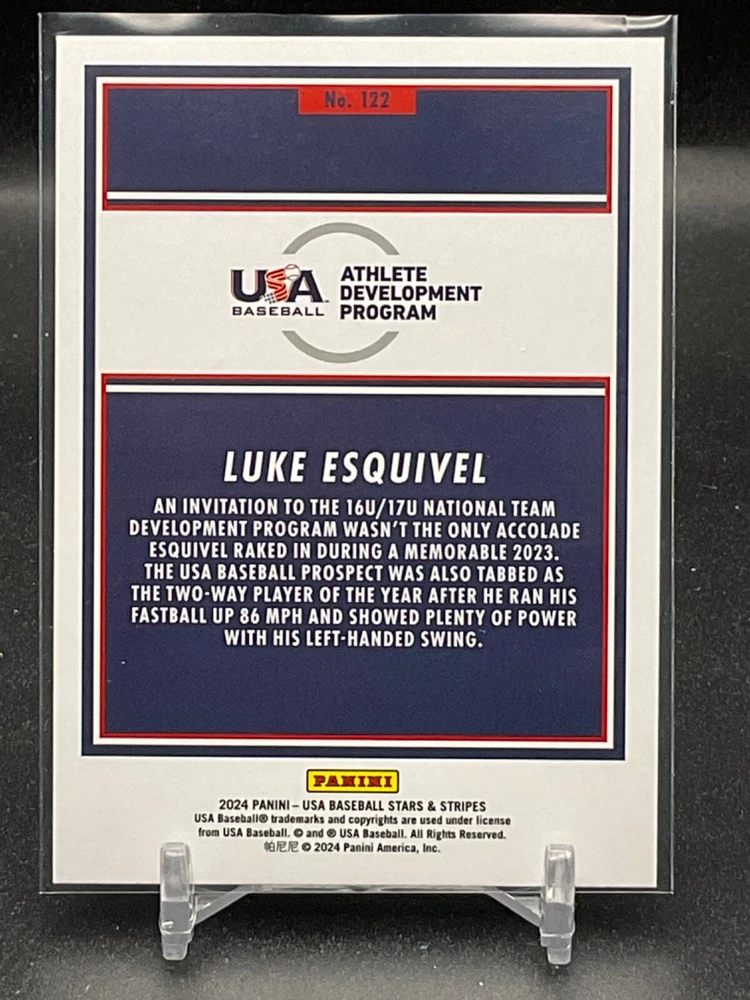 No. 122
USA
BASEBALL
ATHLETE
DEVELOPMENT
PROGRAM
LUKE ESQUIVEL
AN INVITATION TO THE 16U/17U NATIONAL TEAM
DEVELOPMENT PROGRAM WASN'T THE ONLY ACCOLADE
ESQUIVEL RAKED IN DURING A MEMORABLE 2023.
THE USA BASEBALL PROSPECT WAS ALSO TABBED AS
THE TWO-WAY PLAYER OF THE YEAR AFTER HE RAN HIS
FASTBALL UP 86 MPH AND SHOWED PLENTY OF POWER
WITH HIS LEFT-HANDED SWING.
PANINI
2024 PANINI – USA BASEBALL STARS & STRIPES
USA Baseball® trademarks and copyrights are used under license
from USA Baseball. © and ® USA Baseball. All Rights Reserved.
帕尼尼 © 2024 Panini America, Inc.